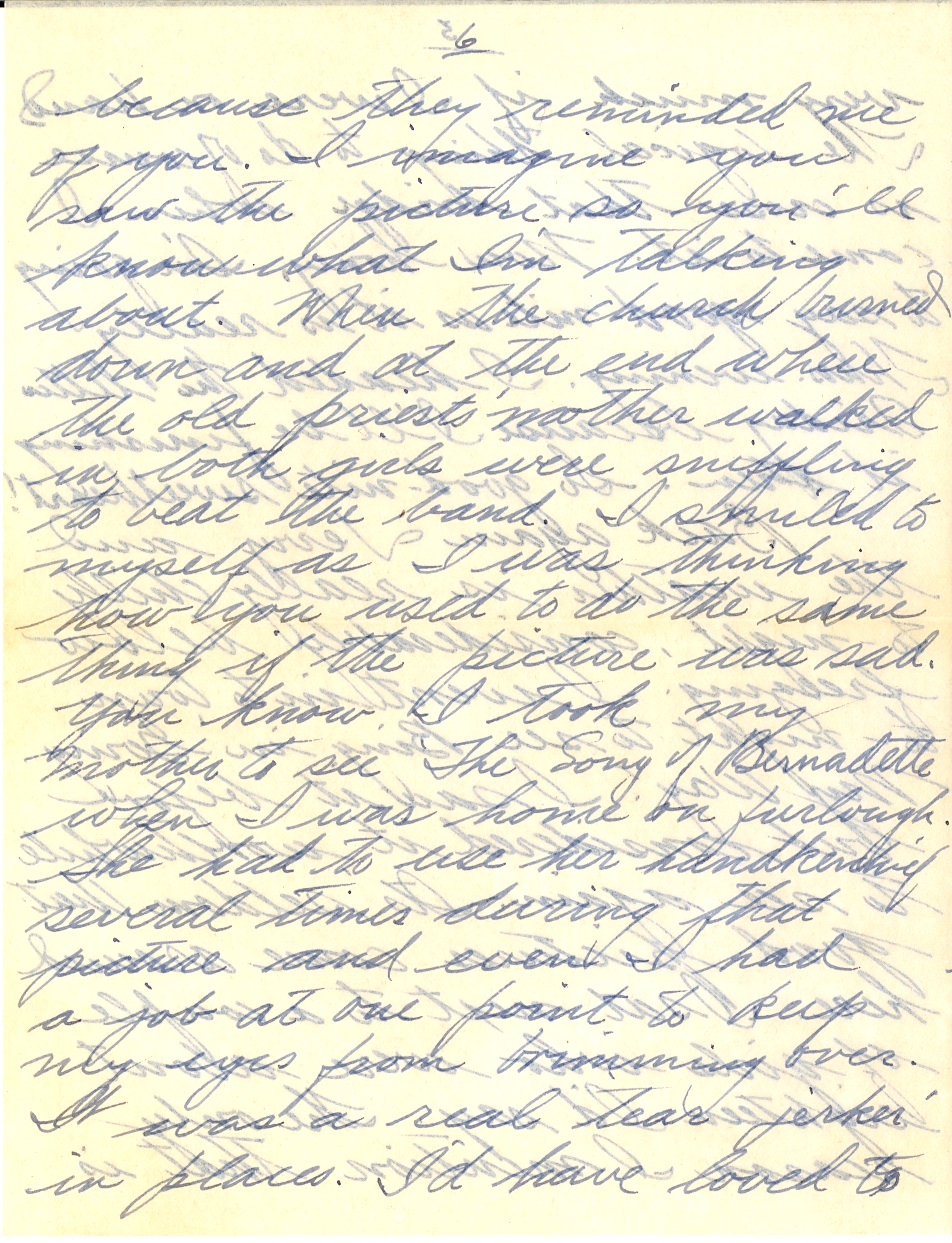 6
because they reminded me
of you. I imagine you
saw the picture so you'll
know what I'm talking
about. When the church burned
down and at the end where
the old priests' mother walked
in, both girls were sniffling
to beat the band. I smiled to
myself as I was thinking
how you used to do the same
thing if the picture was sad.
You know, I took my
mother to see "The Song of Bernadette
when I was home on furlough.
She had to use her handkerchief
several times during that
picture and even I had
a job at one point to keep
my eyes from brimming over.
It was a real "tear jerker"
in places. I'd have loved to